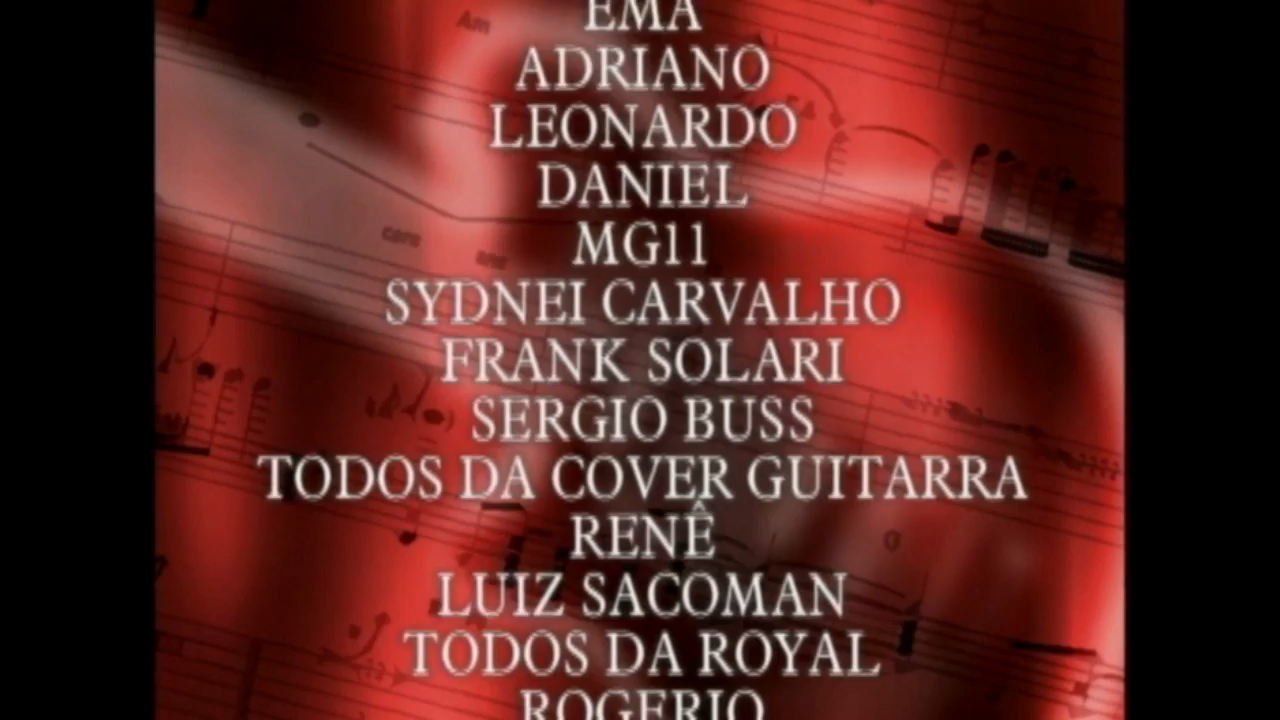 EMA
ADRIANO
LEONARDO
DANIEL
MG11
SYDNEI CARVALHO
FRANK SOLARI
SERGIO BUSS
TODOS DA COVER GUITARRA
RENÊ
LUIZ SACOMAN
TODOS DA ROYAL
ROGERIO
Am